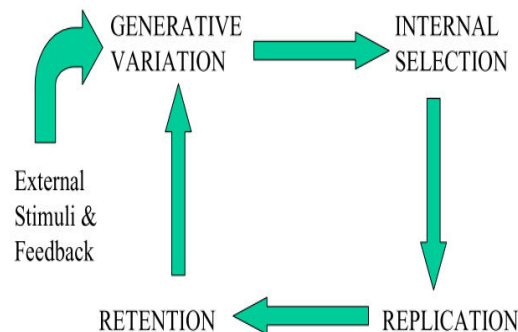 GENERATIVE
VARIATION
INTERNAL
SELECTION
External
Stimuli &
Feedback
RETENTION
REPLICATION